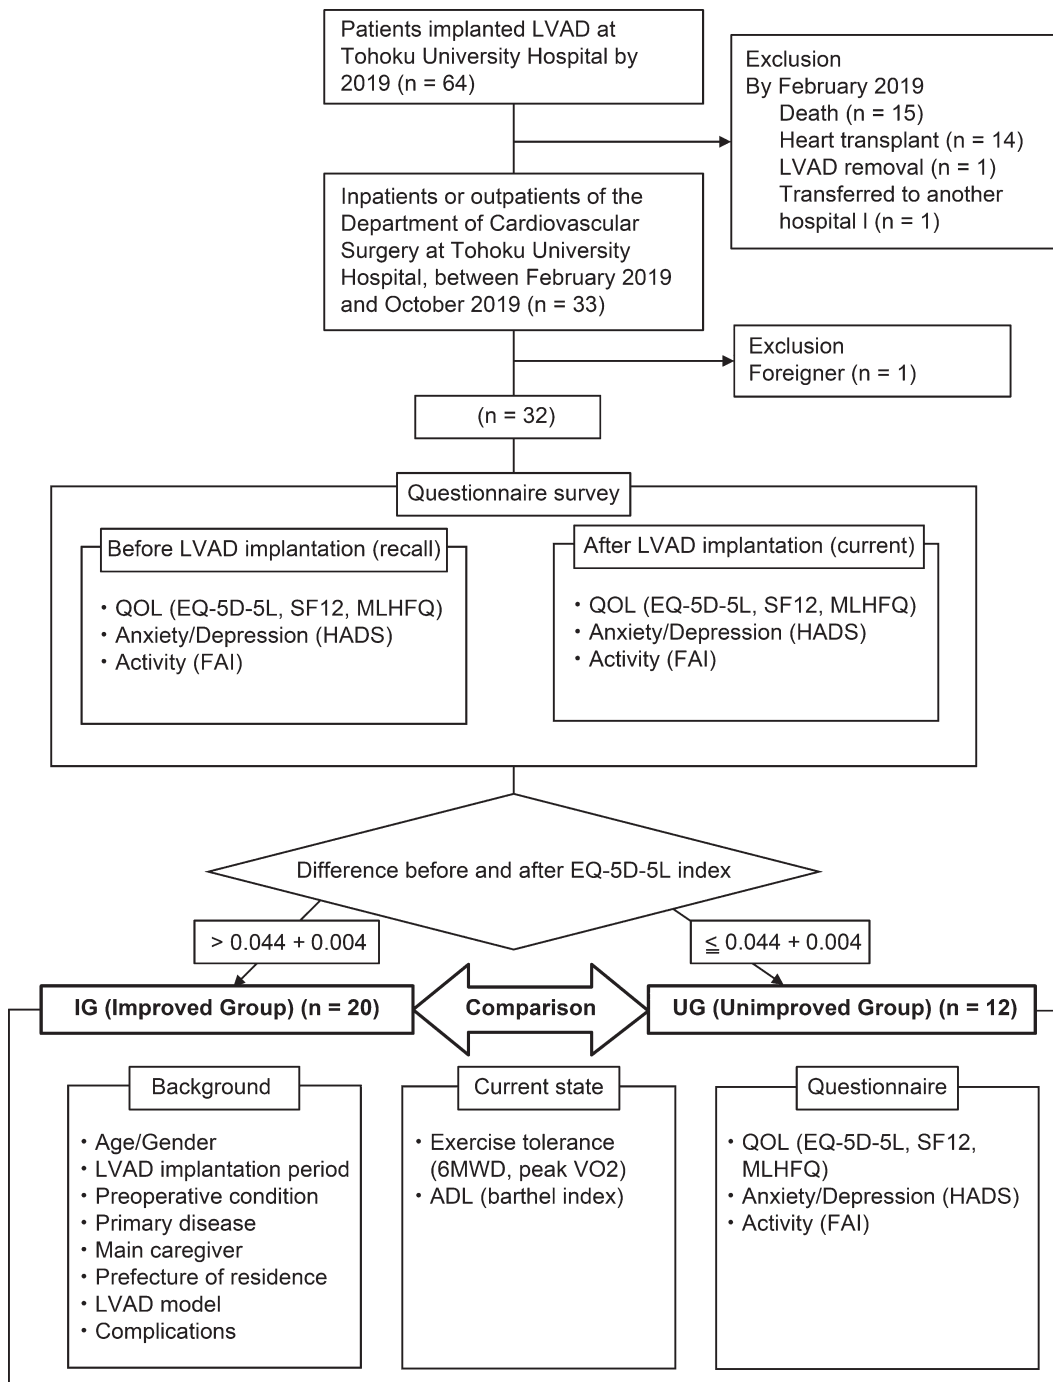 Patients implanted LVAD at
Tohoku University Hospital by
2019 (n = 64)
Exclusion
By February 2019
Death (n = 15)
Heart transplant (n = 14)
LVAD removal (n = 1)
Transferred to another
hospital l (n = 1)
Inpatients or outpatients of the
Department of Cardiovascular
Surgery at Tohoku University
Hospital, between February 2019
and October 2019 (n = 33)
Exclusion
Foreigner (n = 1)
(n = 32)
Questionnaire survey
Before LVAD implantation (recall)
・QOL (EQ-5D-5L, SF12, MLHFQ)
・Anxiety/Depression (HADS)
・Activity (FAI)
After LVAD implantation (current)
・QOL (EQ-5D-5L, SF12, MLHFQ)
・Anxiety/Depression (HADS)
・Activity (FAI)
Difference before and after EQ-5D-5L index
> 0.044 + 0.004
≦ 0.044 + 0.004
IG (Improved Group) (n = 20)
Comparison
UG (Unimproved Group) (n = 12)
Background
・Age/Gender
・LVAD implantation period
・Preoperative condition
・Primary disease
・Main caregiver
・Prefecture of residence
・LVAD model
・Complications
Current state
・Exercise tolerance
(6MWD, peak VO2)
・ADL (barthel index)
Questionnaire
・QOL (EQ-5D-5L, SF12,
MLHFQ)
・Anxiety/Depression (HADS)
・Activity (FAI)